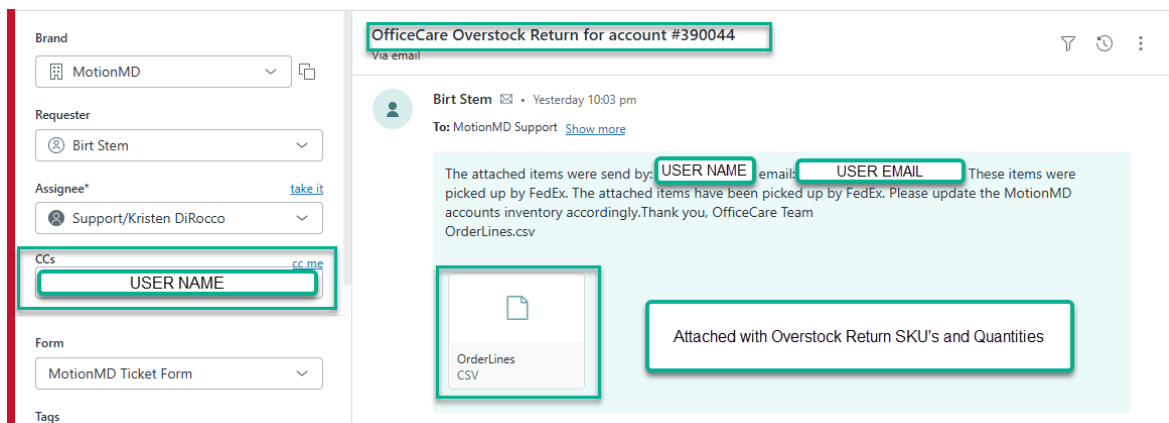 Brand
MotionMD
Requester
Birt Stem
Assignee*
take it
Support/Kristen DiRocco
CCs
cc me
USER NAME
Form
MotionMD Ticket Form
Tags
OfficeCare Overstock Return for account #390044
Via email
Birt Stem • Yesterday 10:03 pm
To: MotionMD Support Show more
The attached items were send by: USER NAME email: USER EMAIL These items were
picked up by FedEx. The attached items have been picked up by FedEx. Please update the MotionMD
accounts inventory accordingly.Thank you, OfficeCare Team
OrderLines.csv
OrderLines
CSV
Attached with Overstock Return SKU's and Quantities